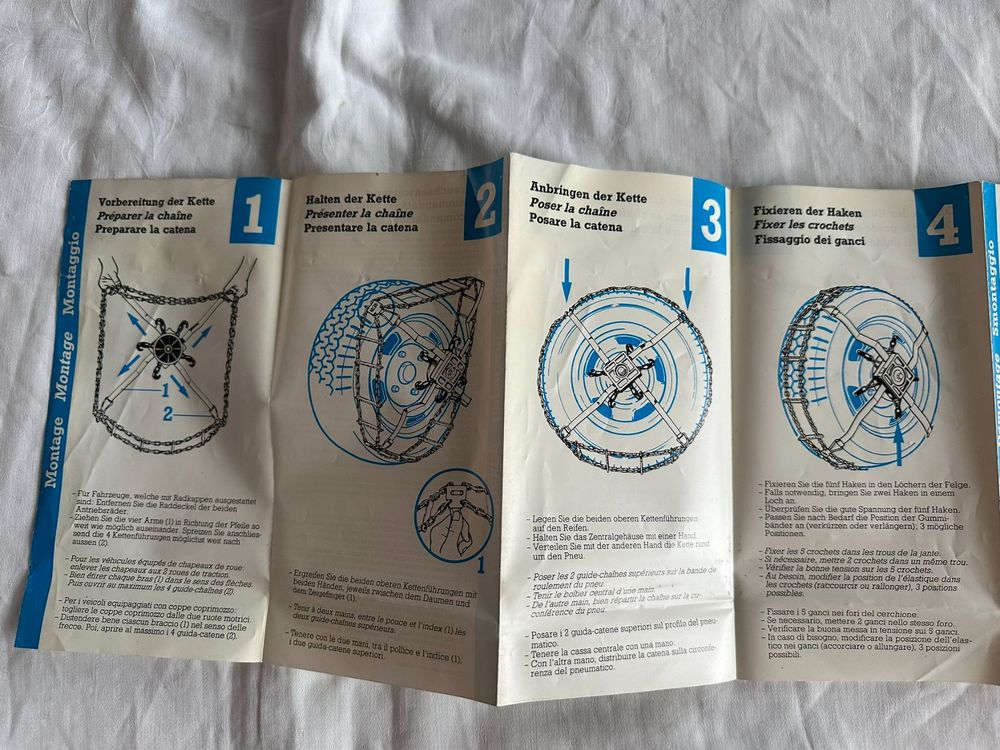 Montage Montage Montaggio
1
Vorbereitung der Kette
Préparer la chaîne
Preparare la catena
1
2
- Für Fahrzeuge, welche mit Radkappen ausgestattet
sind: Entfernen Sie die Raddeckel der beiden
Antriebsräder.
- Ziehen Sie die vier Arme (1) in Richtung der Pfeile so
weit wie möglich auseinander. Spreizen Sie anschlies-
send die 4 Kettenführungen möglichst weit nach
aussen (2).
- Pour les véhicules équipés de chapeaux de roue:
enlever les chapeaux aux 2 roues de traction.
- Bien étirer chaque bras (1) dans le sens des flèches.
Puis ouvrir au maximum les 4 guide-chaînes (2).
- Per i veicoli equipaggiati con coppe coprimozzo:
togliere le coppe coprimozzo dalle due ruote motrici.
- Distendere bene ciascun braccio (1) nel senso delle
frecce. Poi, aprire al massimo i 4 guida-catena (2).
2
Halten der Kette
Présenter la chaîne
Presentare la catena
1
- Ergreifen Sie die beiden oberen Kettenführungen mit
beiden Händen, jeweils zwischen dem Daumen und
dem Zeigefinger (1).
- Tenir à deux mains, entre le pouce et l'index (1) les
deux guide-chaînes supérieurs.
- Tenere con le due mani, tra il pollice e l'indice (1),
i due guida-catena superiori.
3
Anbringen der Kette
Poser la chaîne
Posare la catena
- Legen Sie die beiden oberen Kettenführungen
auf den Reifen.
- Halten Sie das Zentralgehäuse mit einer Hand.
- Verteilen Sie mit der anderen Hand die Kette rund
um den Pneu.
- Poser les 2 guide-chaînes supérieurs sur la bande de
roulement du pneu.
- Tenir le boîtier central d'une main.
- De l'autre main, bien répartir la chaîne sur la cir-
conférence du pneu.
- Posare i 2 guida-catene superiori sul profilo del pneu-
matico.
- Tenere la cassa centrale con una mano.
- Con l'altra mano, distribuire la catena sulla circonfe-
renza del pneumatico.
4
Fixieren der Haken
Fixer les crochets
Fissaggio dei ganci
- Fixieren Sie die fünf Haken in den Löchern der Felge.
- Falls notwendig, bringen Sie zwei Haken in einem
Loch an.
- Überprüfen Sie die gute Spannung der fünf Haken.
- Passen Sie nach Bedarf die Position der Gummi-
bänder an (verkürzen oder verlängern); 3 mögliche
Positionen.
- Fixer les 5 crochets dans les trous de la jante.
- Si nécessaire, mettre 2 crochets dans un même trou.
- Vérifier la bonne tension sur les 5 crochets.
- Au besoin, modifier la position de l'élastique dans
les crochets (raccourcir ou rallonger), 3 positions
possibles.
- Fissare i 5 ganci nei fori del cerchione.
- Se necessario, mettere 2 ganci nello stesso foro.
- Verificare la buona messa in tensione sui 5 ganci.
- In caso di bisogno, modificare la posizione dell'elas-
tico nei ganci (accorciare o allungare), 3 posizioni
possibili.
Smontaggio